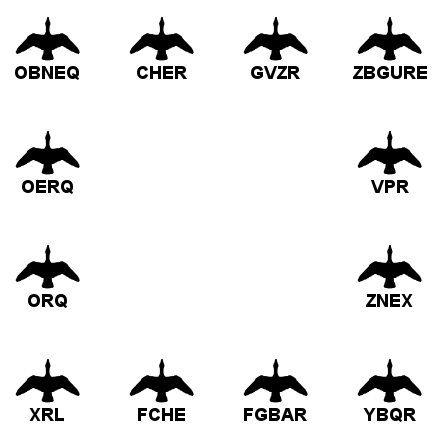 OBNEQ CHER GVZR ZBGURE
OERQ VPR
ORQ ZNEX
XRL FCHE FGBAR YBQR